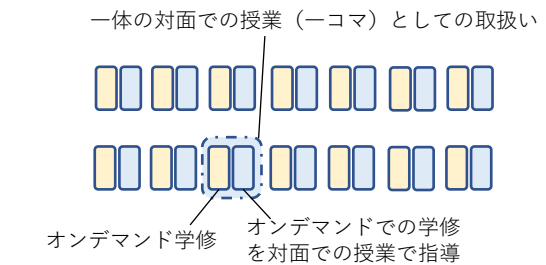 一体の対面での授業（一コマ）としての取扱い
オンデマンド学修
オンデマンドでの学修
を対面での授業で指導